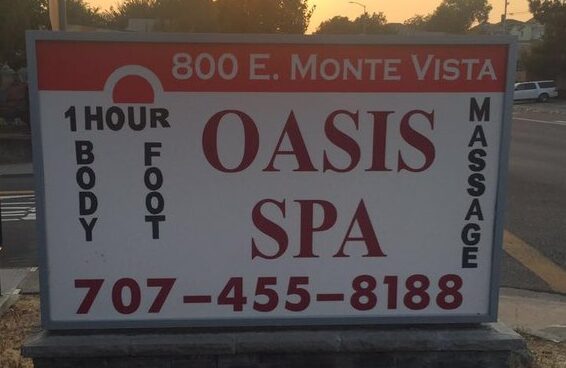 800 E. MONTE VISTA
1 HOUR
BODY
FOOT
OASIS
SPA
MASSAGE
707-455-8188